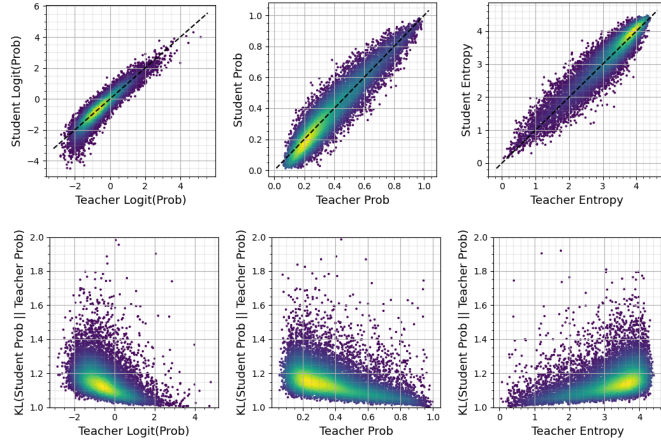 6
4
2
0
−2
−4
Student Logit(Prob)
−2 0 2 4
Teacher Logit(Prob)
1.0
0.8
0.6
0.4
0.2
0.0
Student Prob
0.0 0.2 0.4 0.6 0.8 1.0
Teacher Prob
4
3
2
1
0
Student Entropy
0 1 2 3 4
Teacher Entropy
2.0
1.8
1.6
1.4
1.2
1.0
KL(Student Prob || Teacher Prob)
−2 0 2 4
Teacher Logit(Prob)
2.0
1.8
1.6
1.4
1.2
1.0
KL(Student Prob || Teacher Prob)
0.0 0.2 0.4 0.6 0.8 1.0
Teacher Prob
2.0
1.8
1.6
1.4
1.2
1.0
KL(Student Prob || Teacher Prob)
0 1 2 3 4
Teacher Entropy